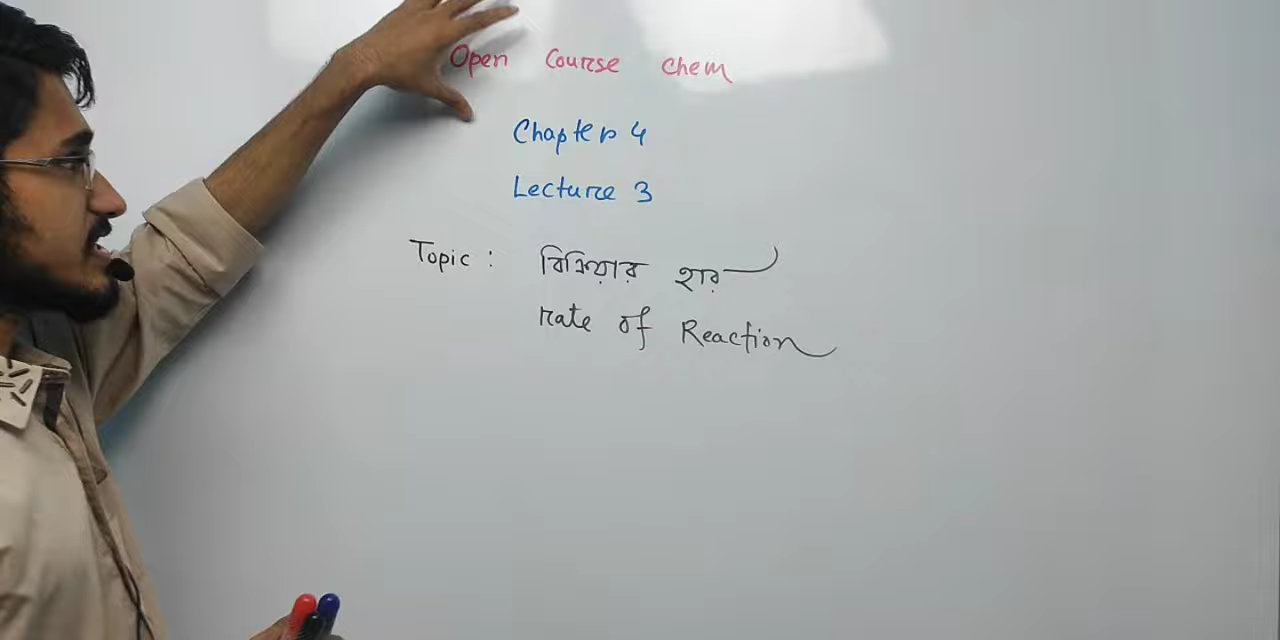 Open Course Chem
Chapter 4
Lecture 3
Topic : বিক্রিয়ার হার
rate of Reaction